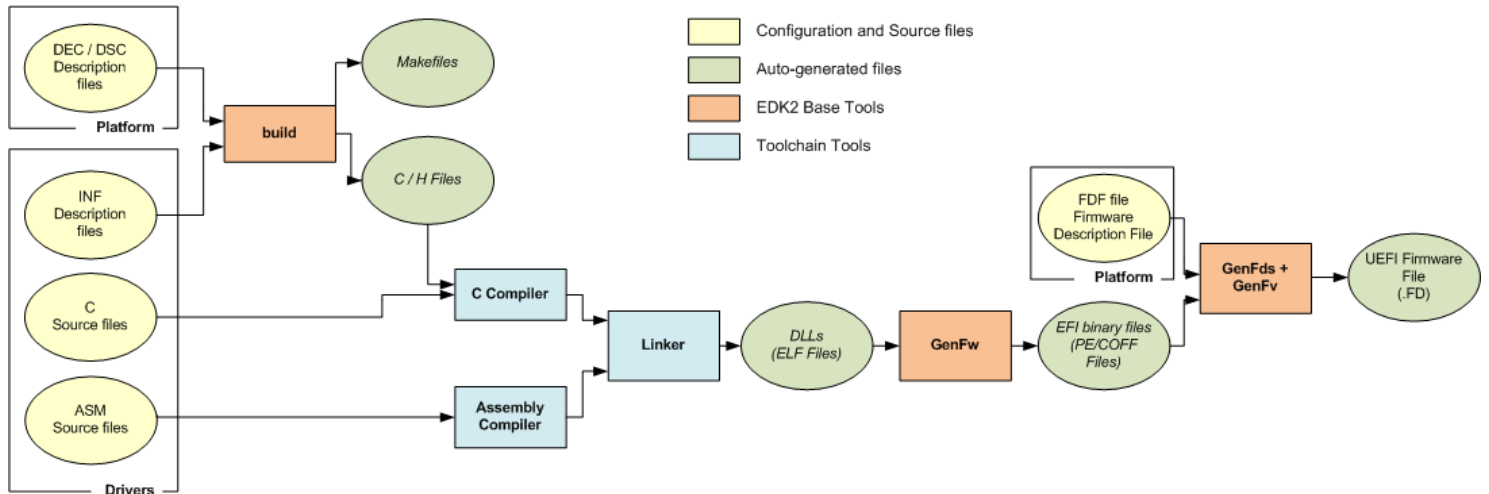 DEC / DSC
Description
files
Platform
build
Makefiles
C / H Files
Configuration and Source files
Auto-generated files
EDK2 Base Tools
Toolchain Tools
INF
Description
files
C
Source files
ASM
Source files
Drivers
C Compiler
Assembly
Compiler
Linker
DLLs
(ELF Files)
GenFw
FDF file
Firmware
Description File
Platform
EFI binary files
(PE/COFF
Files)
GenFds +
GenFv
UEFI Firmware
File
(.FD)